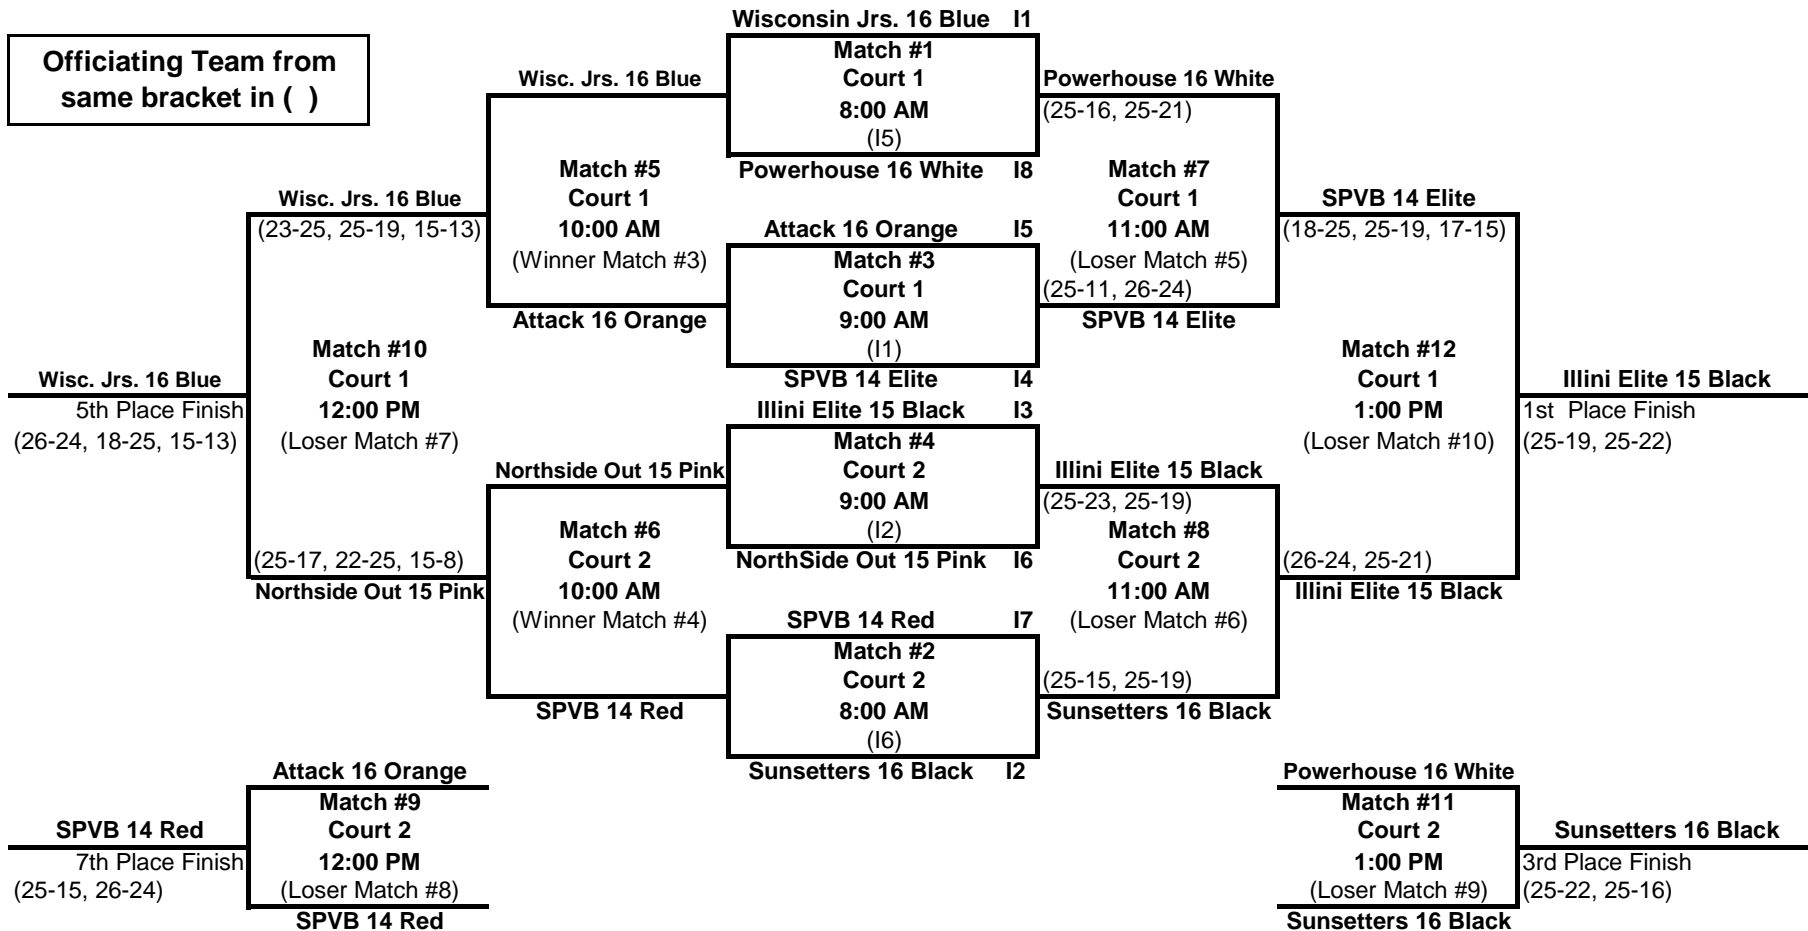 Wisconsin Jrs. 16 Blue I1
Officiating Team from
same bracket in ( )
Match #1
Court 1
8:00 AM
(I5)
Powerhouse 16 White I8
Wisc. Jrs. 16 Blue
Match #5
Court 1
10:00 AM
(Winner Match #3)
Attack 16 Orange
Attack 16 Orange I5
Match #3
Court 1
9:00 AM
(I1)
SPVB 14 Elite I4
Powerhouse 16 White
(25-16, 25-21)
Match #7
Court 1
11:00 AM
(Loser Match #5)
(25-11, 26-24)
SPVB 14 Elite
Wisc. Jrs. 16 Blue
(23-25, 25-19, 15-13)
Match #10
Court 1
12:00 PM
(Loser Match #7)
(25-17, 22-25, 15-8)
Northside Out 15 Pink
Wisc. Jrs. 16 Blue
5th Place Finish
(26-24, 18-25, 15-13)
SPVB 14 Elite
(18-25, 25-19, 17-15)
Match #12
Court 1
1:00 PM
(Loser Match #10)
(26-24, 25-21)
Illini Elite 15 Black
Illini Elite 15 Black
1st Place Finish
(25-19, 25-22)
Illini Elite 15 Black I3
Match #4
Court 2
9:00 AM
(I2)
NorthSide Out 15 Pink I6
Northside Out 15 Pink
Match #6
Court 2
10:00 AM
(Winner Match #4)
SPVB 14 Red
SPVB 14 Red I7
Match #2
Court 2
8:00 AM
(I6)
Sunsetters 16 Black I2
Illini Elite 15 Black
(25-23, 25-19)
Match #8
Court 2
11:00 AM
(Loser Match #6)
(25-15, 25-19)
Sunsetters 16 Black
Attack 16 Orange
Match #9
Court 2
12:00 PM
(Loser Match #8)
SPVB 14 Red
SPVB 14 Red
7th Place Finish
(25-15, 26-24)
Powerhouse 16 White
Match #11
Court 2
1:00 PM
(Loser Match #9)
Sunsetters 16 Black
Sunsetters 16 Black
3rd Place Finish
(25-22, 25-16)